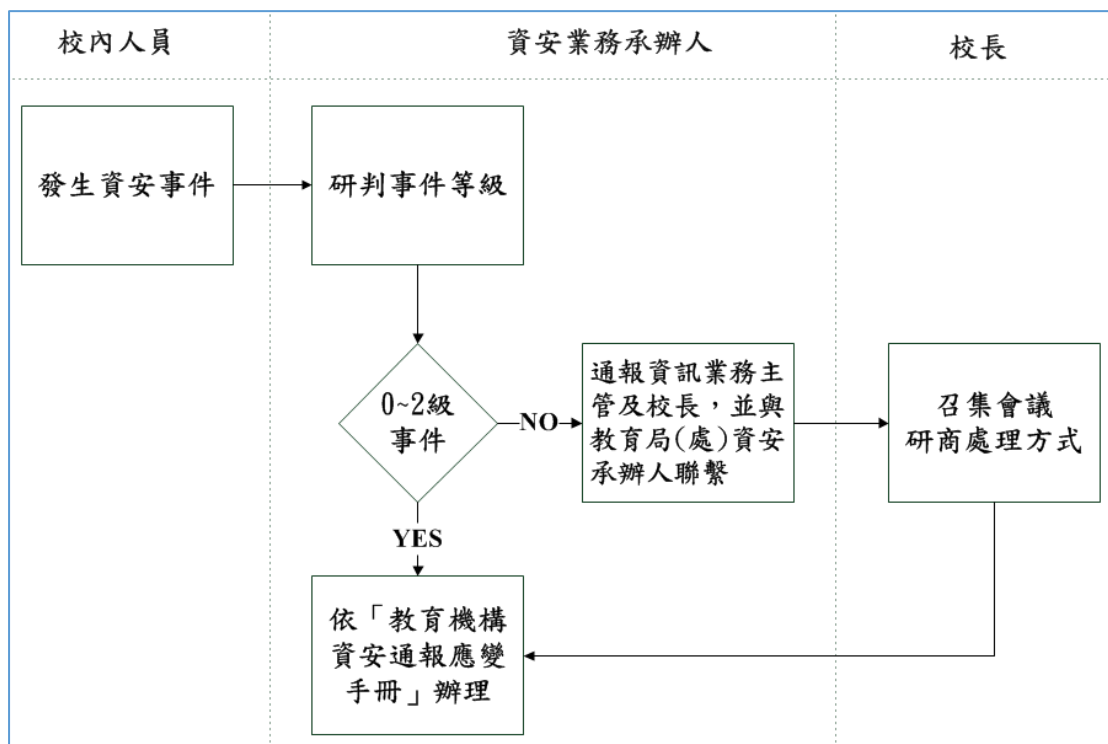 校內人員
資安業務承辦人
校長
發生資安事件
研判事件等級
0~2級
事件
NO
通報資訊業務主
管及校長，並與
教育局(處)資安
承辦人聯繫
召集會議
研商處理方式
YES
依「教育機構
資安通報應變
手冊」辦理